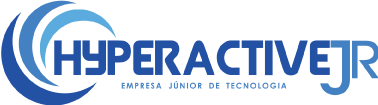 HYPERACTIVEJR
EMPRESA JÚNIOR DE TECNOLOGIA